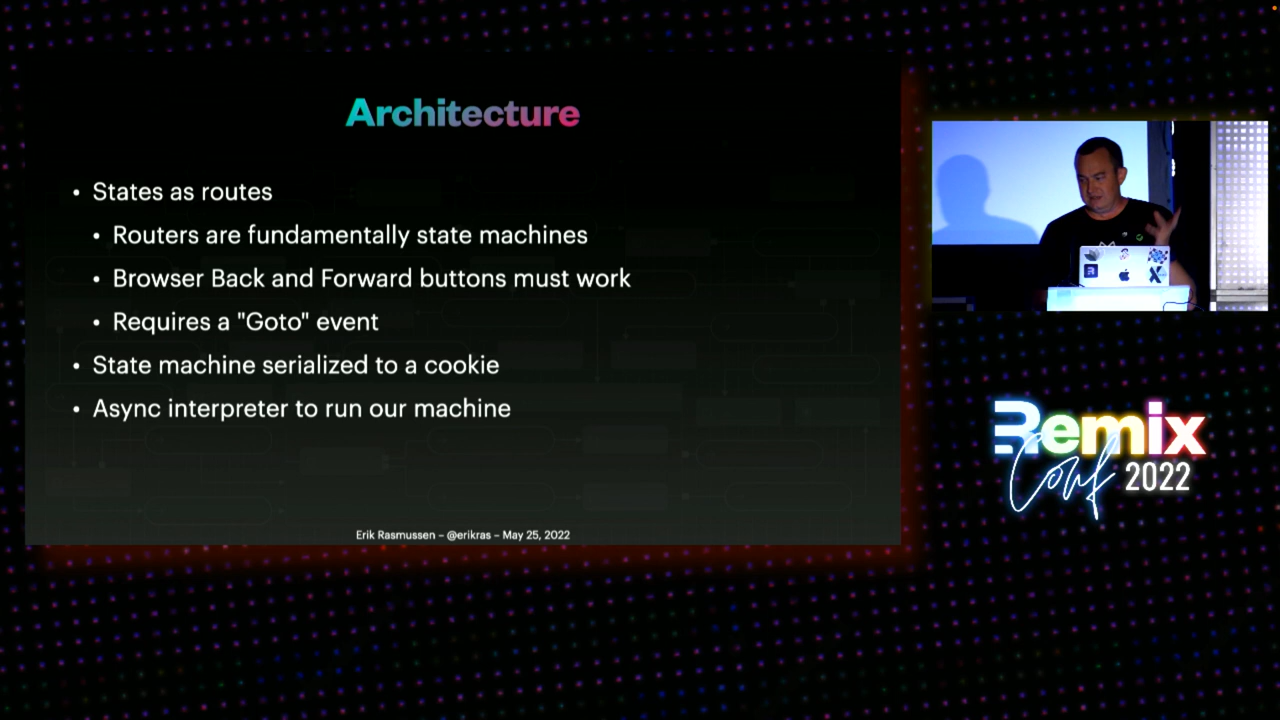 Architecture
• States as routes
• Routers are fundamentally state machines
• Browser Back and Forward buttons must work
• Requires a "Goto" event
• State machine serialized to a cookie
• Async interpreter to run our machine
Erik Rasmussen – @erikras – May 25, 2022
Remix
Conf 2022